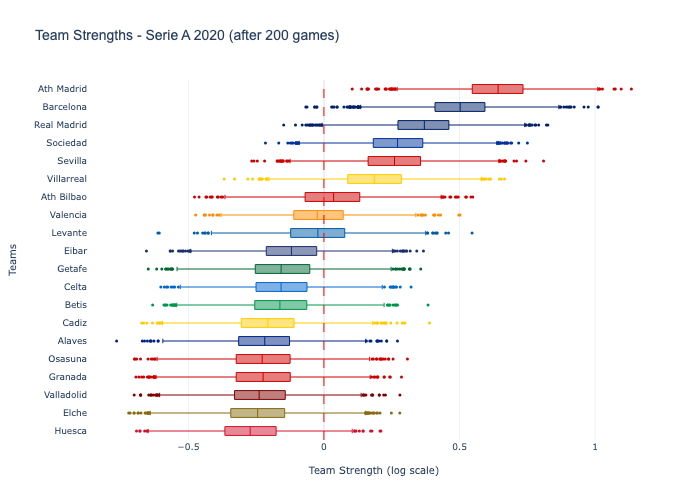 Team Strengths - Serie A 2020 (after 200 games)
Ath Madrid
Barcelona
Real Madrid
Sociedad
Sevilla
Villarreal
Ath Bilbao
Valencia
Levante
Eibar
Getafe
Celta
Betis
Cadiz
Alaves
Osasuna
Granada
Valladolid
Elche
Huesca
Teams
−0.5 0 0.5 1
Team Strength (log scale)